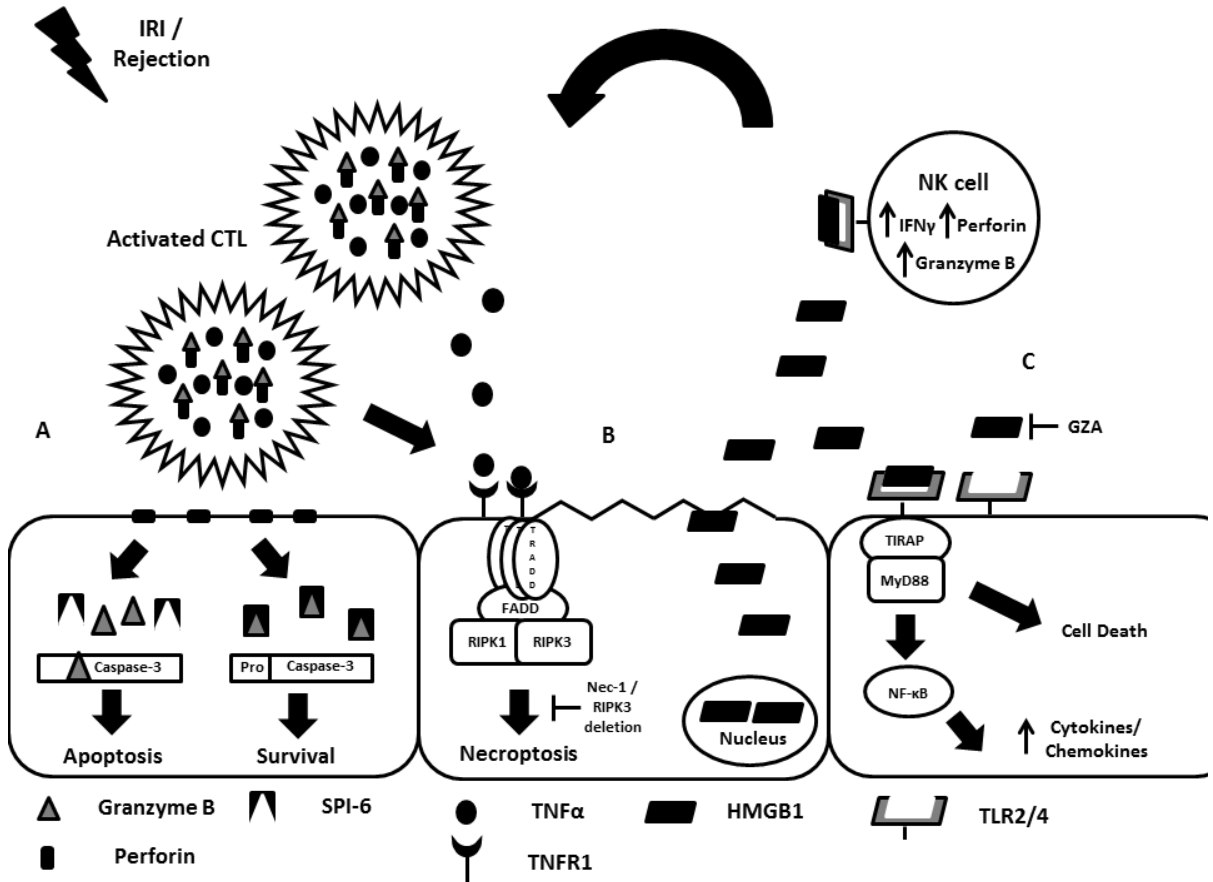 IRI /
Rejection
NK cell
IFNγ
Perforin
Granzyme B
Activated CTL
A
B
C
GZA
T
R
A
D
D
FADD
RIPK1
RIPK3
Nec-1 /
RIPK3
deletion
Necroptosis
Nucleus
Caspase-3
Pro
Caspase-3
Apoptosis
Survival
TIRAP
MyD88
Cell Death
NF-κB
Cytokines/
Chemokines
Granzyme B
SPI-6
TNFα
HMGB1
TLR2/4
Perforin
TNFR1